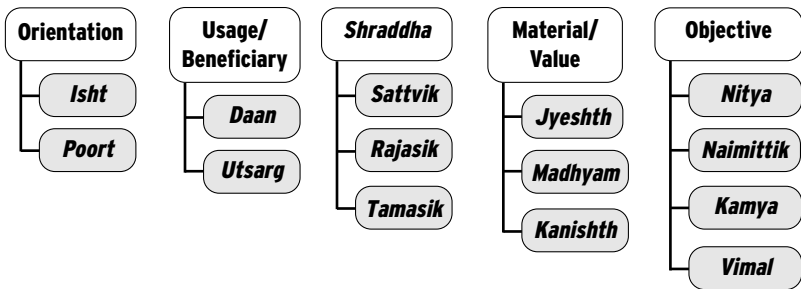 Orientation
Isht
Poort
Usage/
Beneficiary
Daan
Utsarg
Shraddha
Sattvik
Rajasik
Tamasik
Material/
Value
Jyeshth
Madhyam
Kanishth
Objective
Nitya
Naimittik
Kamya
Vimal